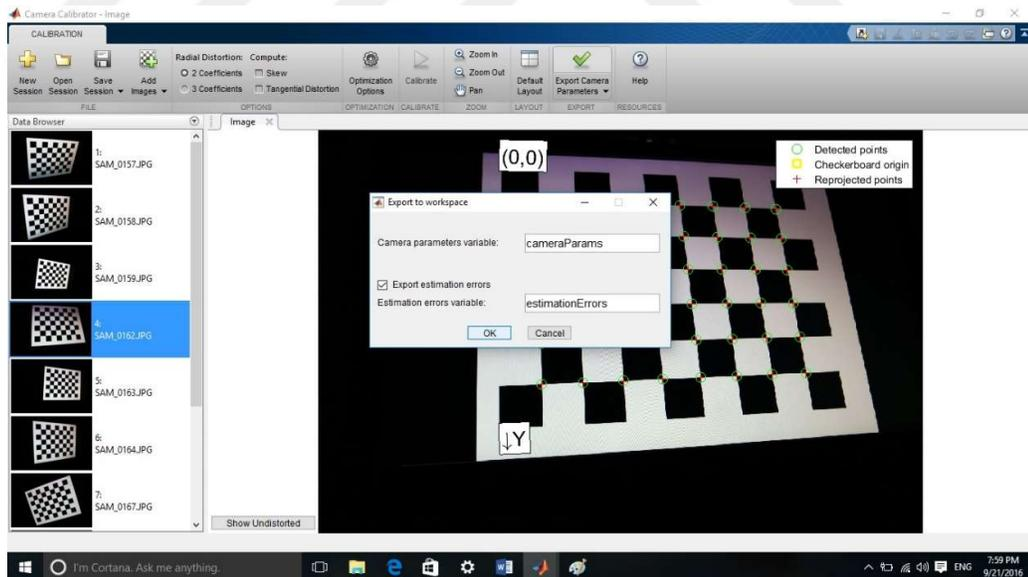 Camera Calibrator - Image
CALIBRATION
New Session
Open Session
Save Session
Add Images
FILE
Radial Distortion:
2 Coefficients
3 Coefficients
Compute:
Skew
Tangential Distortion
OPTIONS
Optimization Options
OPTIMIZATION
Calibrate
CALIBRATE
Zoom In
Zoom Out
Pan
ZOOM
Default Layout
LAYOUT
Export Camera Parameters
EXPORT
Help
RESOURCES
Data Browser
Image
1:
SAM_0157.JPG
2:
SAM_0158.JPG
3:
SAM_0159.JPG
4:
SAM_0162.JPG
5:
SAM_0163.JPG
6:
SAM_0164.JPG
7:
SAM_0167.JPG
(0,0)
Detected points
Checkerboard origin
Reprojected points
Export to workspace
Camera parameters variable:
cameraParams
Export estimation errors
Estimation errors variable:
estimationErrors
OK
Cancel
↓Y
Show Undistorted
I'm Cortana. Ask me anything.
ENG
7:59 PM
9/21/2016